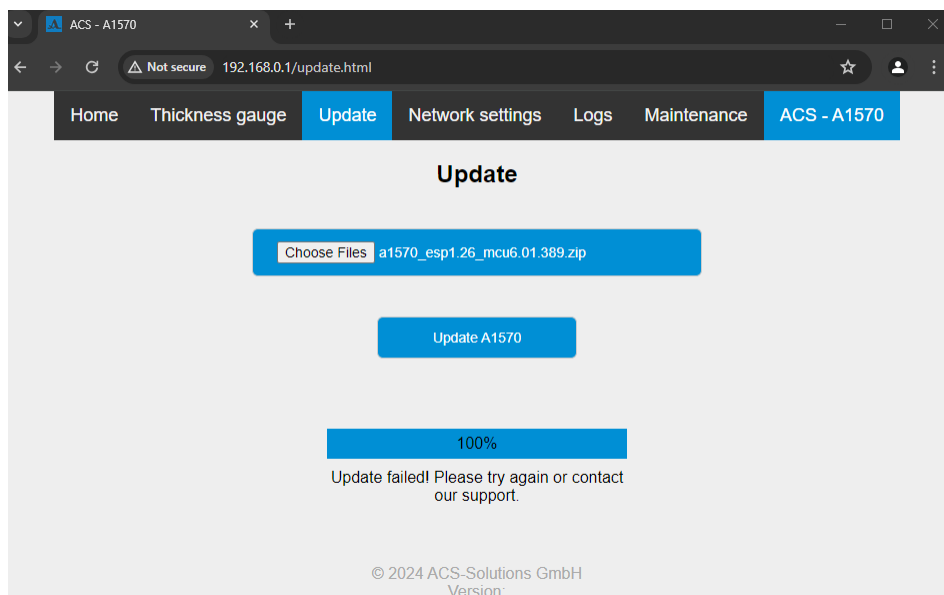 ACS - A1570
Not secure 192.168.0.1/update.html
Home Thickness gauge Update Network settings Logs Maintenance ACS - A1570
Update
Choose Files a1570_esp1.26_mcu6.01.389.zip
Update A1570
100%
Update failed! Please try again or contact
our support.
© 2024 ACS-Solutions GmbH
Version: